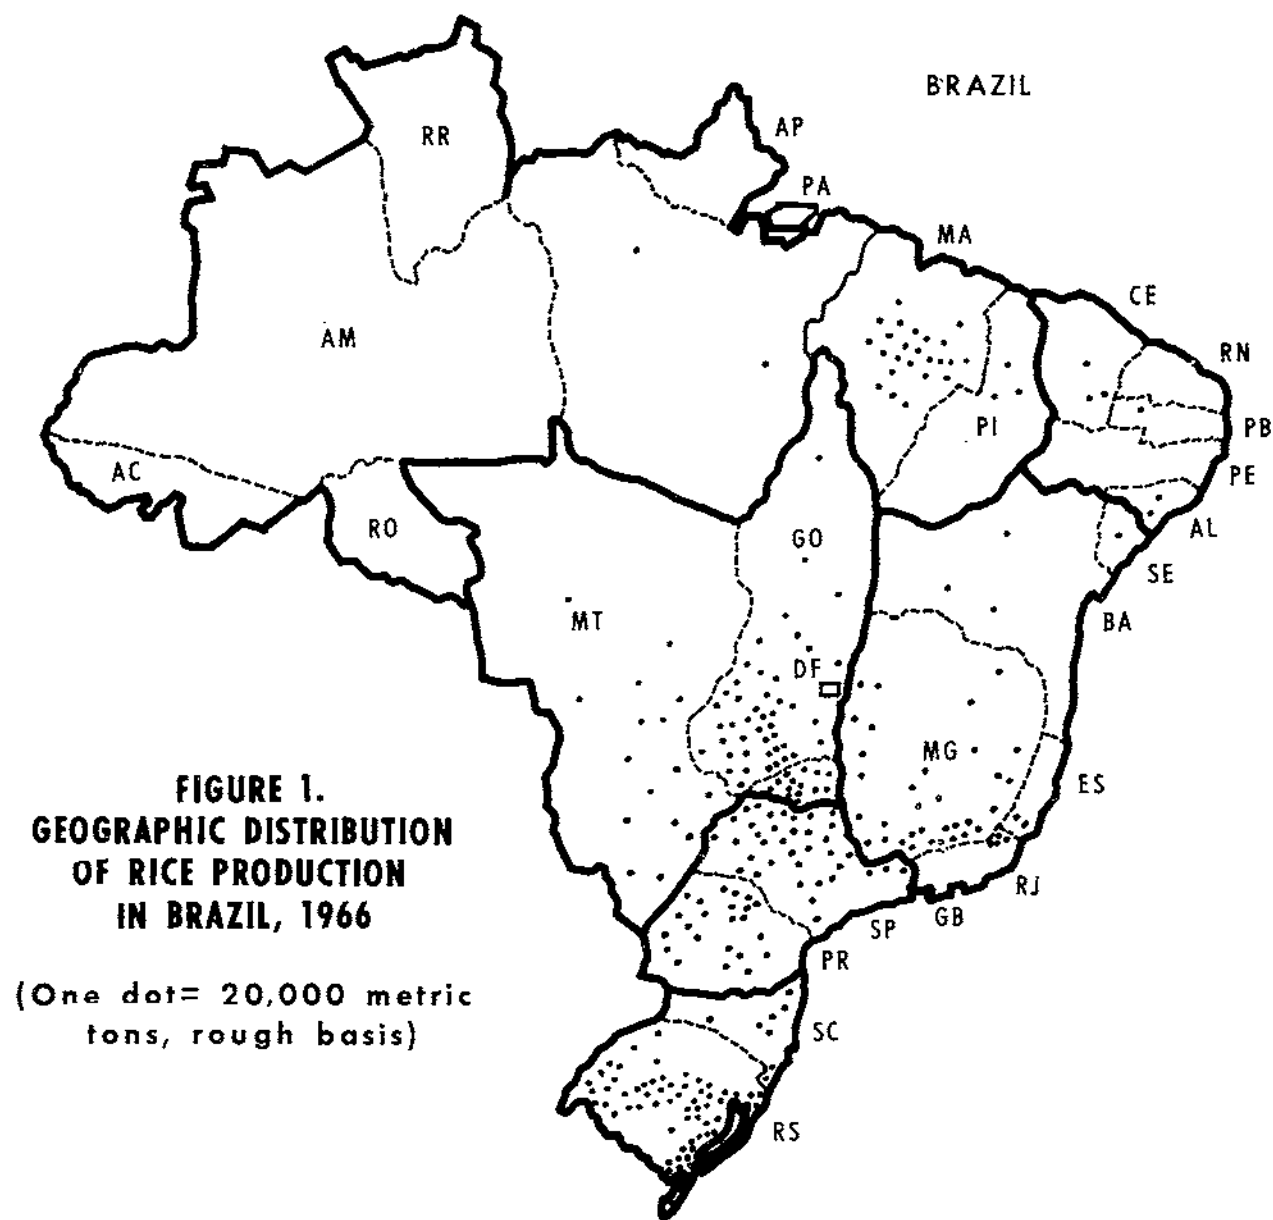 BRAZIL
AP
RR
PA
MA
CE
AM
RN
PI
PB
AC
PE
RO
GO
AL
SE
MT
BA
DF
MG
ES
FIGURE 1.
GEOGRAPHIC DISTRIBUTION
OF RICE PRODUCTION
IN BRAZIL, 1966
RJ
GB
SP
PR
(One dot= 20,000 metric
tons, rough basis)
SC
RS